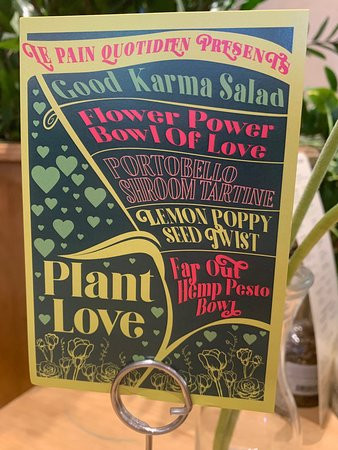 LE PAIN QUOTIDIEN PRESENTS
Good Karma Salad
Flower Power
Bowl Of Love
PORTOBELLO
SHROOM TARTINE
LEMON POPPY
SEED TWIST
Far Out
Hemp Pesto
Bowl
Plant
Love